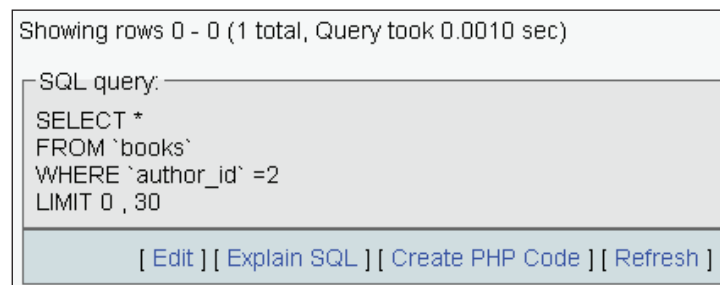 Showing rows 0 - 0 (1 total, Query took 0.0010 sec)
SQL query:
SELECT *
FROM `books`
WHERE `author_id` =2
LIMIT 0 , 30
[ Edit ] [ Explain SQL ] [ Create PHP Code ] [ Refresh ]